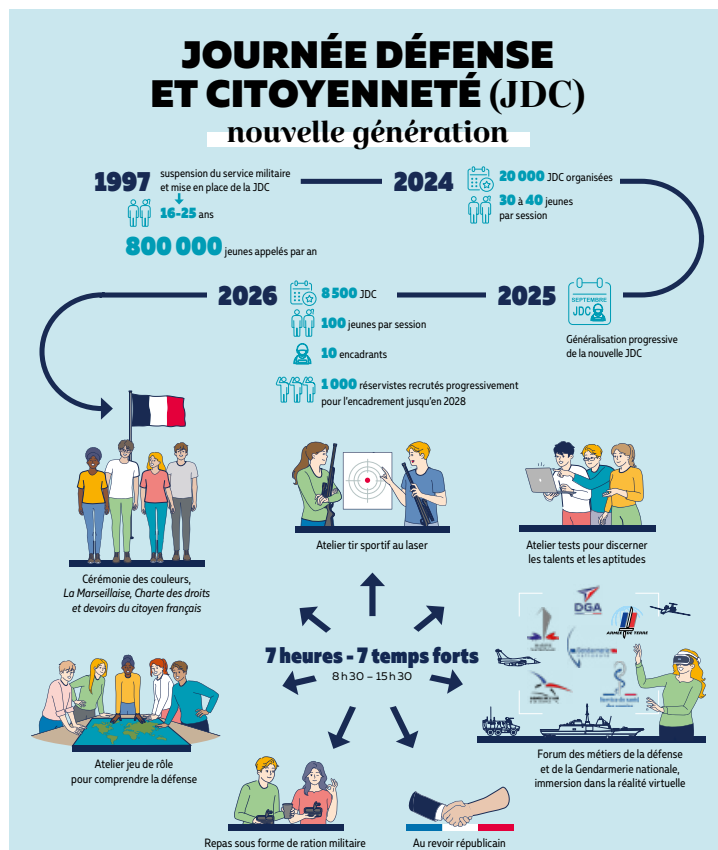 JOURNÉE DÉFENSE
ET CITOYENNETÉ (JDC)
nouvelle génération
1997
suspension du service militaire
et mise en place de la JDC
16-25 ans
800 000 jeunes appelés par an
2024
20 000 JDC organisées
30 à 40 jeunes
par session
2025
SEPTEMBRE
JDC
Généralisation progressive
de la nouvelle JDC
2026
8 500 JDC
100 jeunes par session
10 encadrants
1 000 réservistes recrutés progressivement
pour l'encadrement jusqu'en 2028
Cérémonie des couleurs,
La Marseillaise, Charte des droits
et devoirs du citoyen français
Atelier tir sportif au laser
Atelier tests pour discerner
les talents et les aptitudes
7 heures - 7 temps forts
8 h 30 – 15 h 30
DGA
ARMÉE DE TERRE
Gendarmerie
nationale
Service de santé
Atelier jeu de rôle
pour comprendre la défense
Forum des métiers de la défense
et de la Gendarmerie nationale,
immersion dans la réalité virtuelle
Repas sous forme de ration militaire
Au revoir républicain